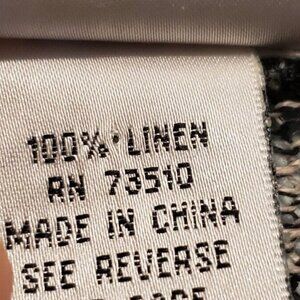 100% LINEN
RN 73510
MADE IN CHINA
SEE REVERSE